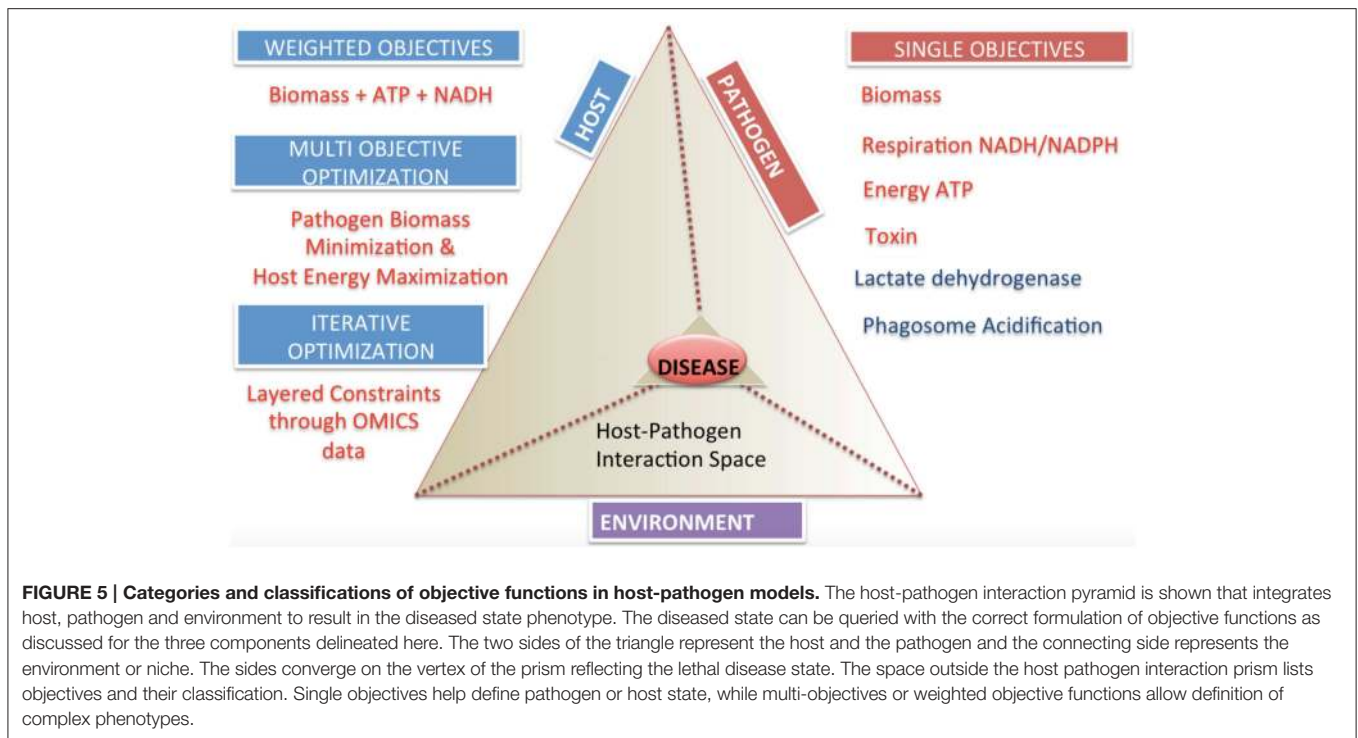 WEIGHTED OBJECTIVES
Biomass + ATP + NADH
MULTI OBJECTIVE
OPTIMIZATION
Pathogen Biomass
Minimization &
Host Energy Maximization
ITERATIVE
OPTIMIZATION
Layered Constraints
through OMICS
data
HOST
PATHOGEN
DISEASE
Host-Pathogen
Interaction Space
ENVIRONMENT
SINGLE OBJECTIVES
Biomass
Respiration NADH/NADPH
Energy ATP
Toxin
Lactate dehydrogenase
Phagosome Acidification
FIGURE 5 | Categories and classifications of objective functions in host-pathogen models. The host-pathogen interaction pyramid is shown that integrates
host, pathogen and environment to result in the diseased state phenotype. The diseased state can be queried with the correct formulation of objective functions as
discussed for the three components delineated here. The two sides of the triangle represent the host and the pathogen and the connecting side represents the
environment or niche. The sides converge on the vertex of the prism reflecting the lethal disease state. The space outside the host pathogen interaction prism lists
objectives and their classification. Single objectives help define pathogen or host state, while multi-objectives or weighted objective functions allow definition of
complex phenotypes.